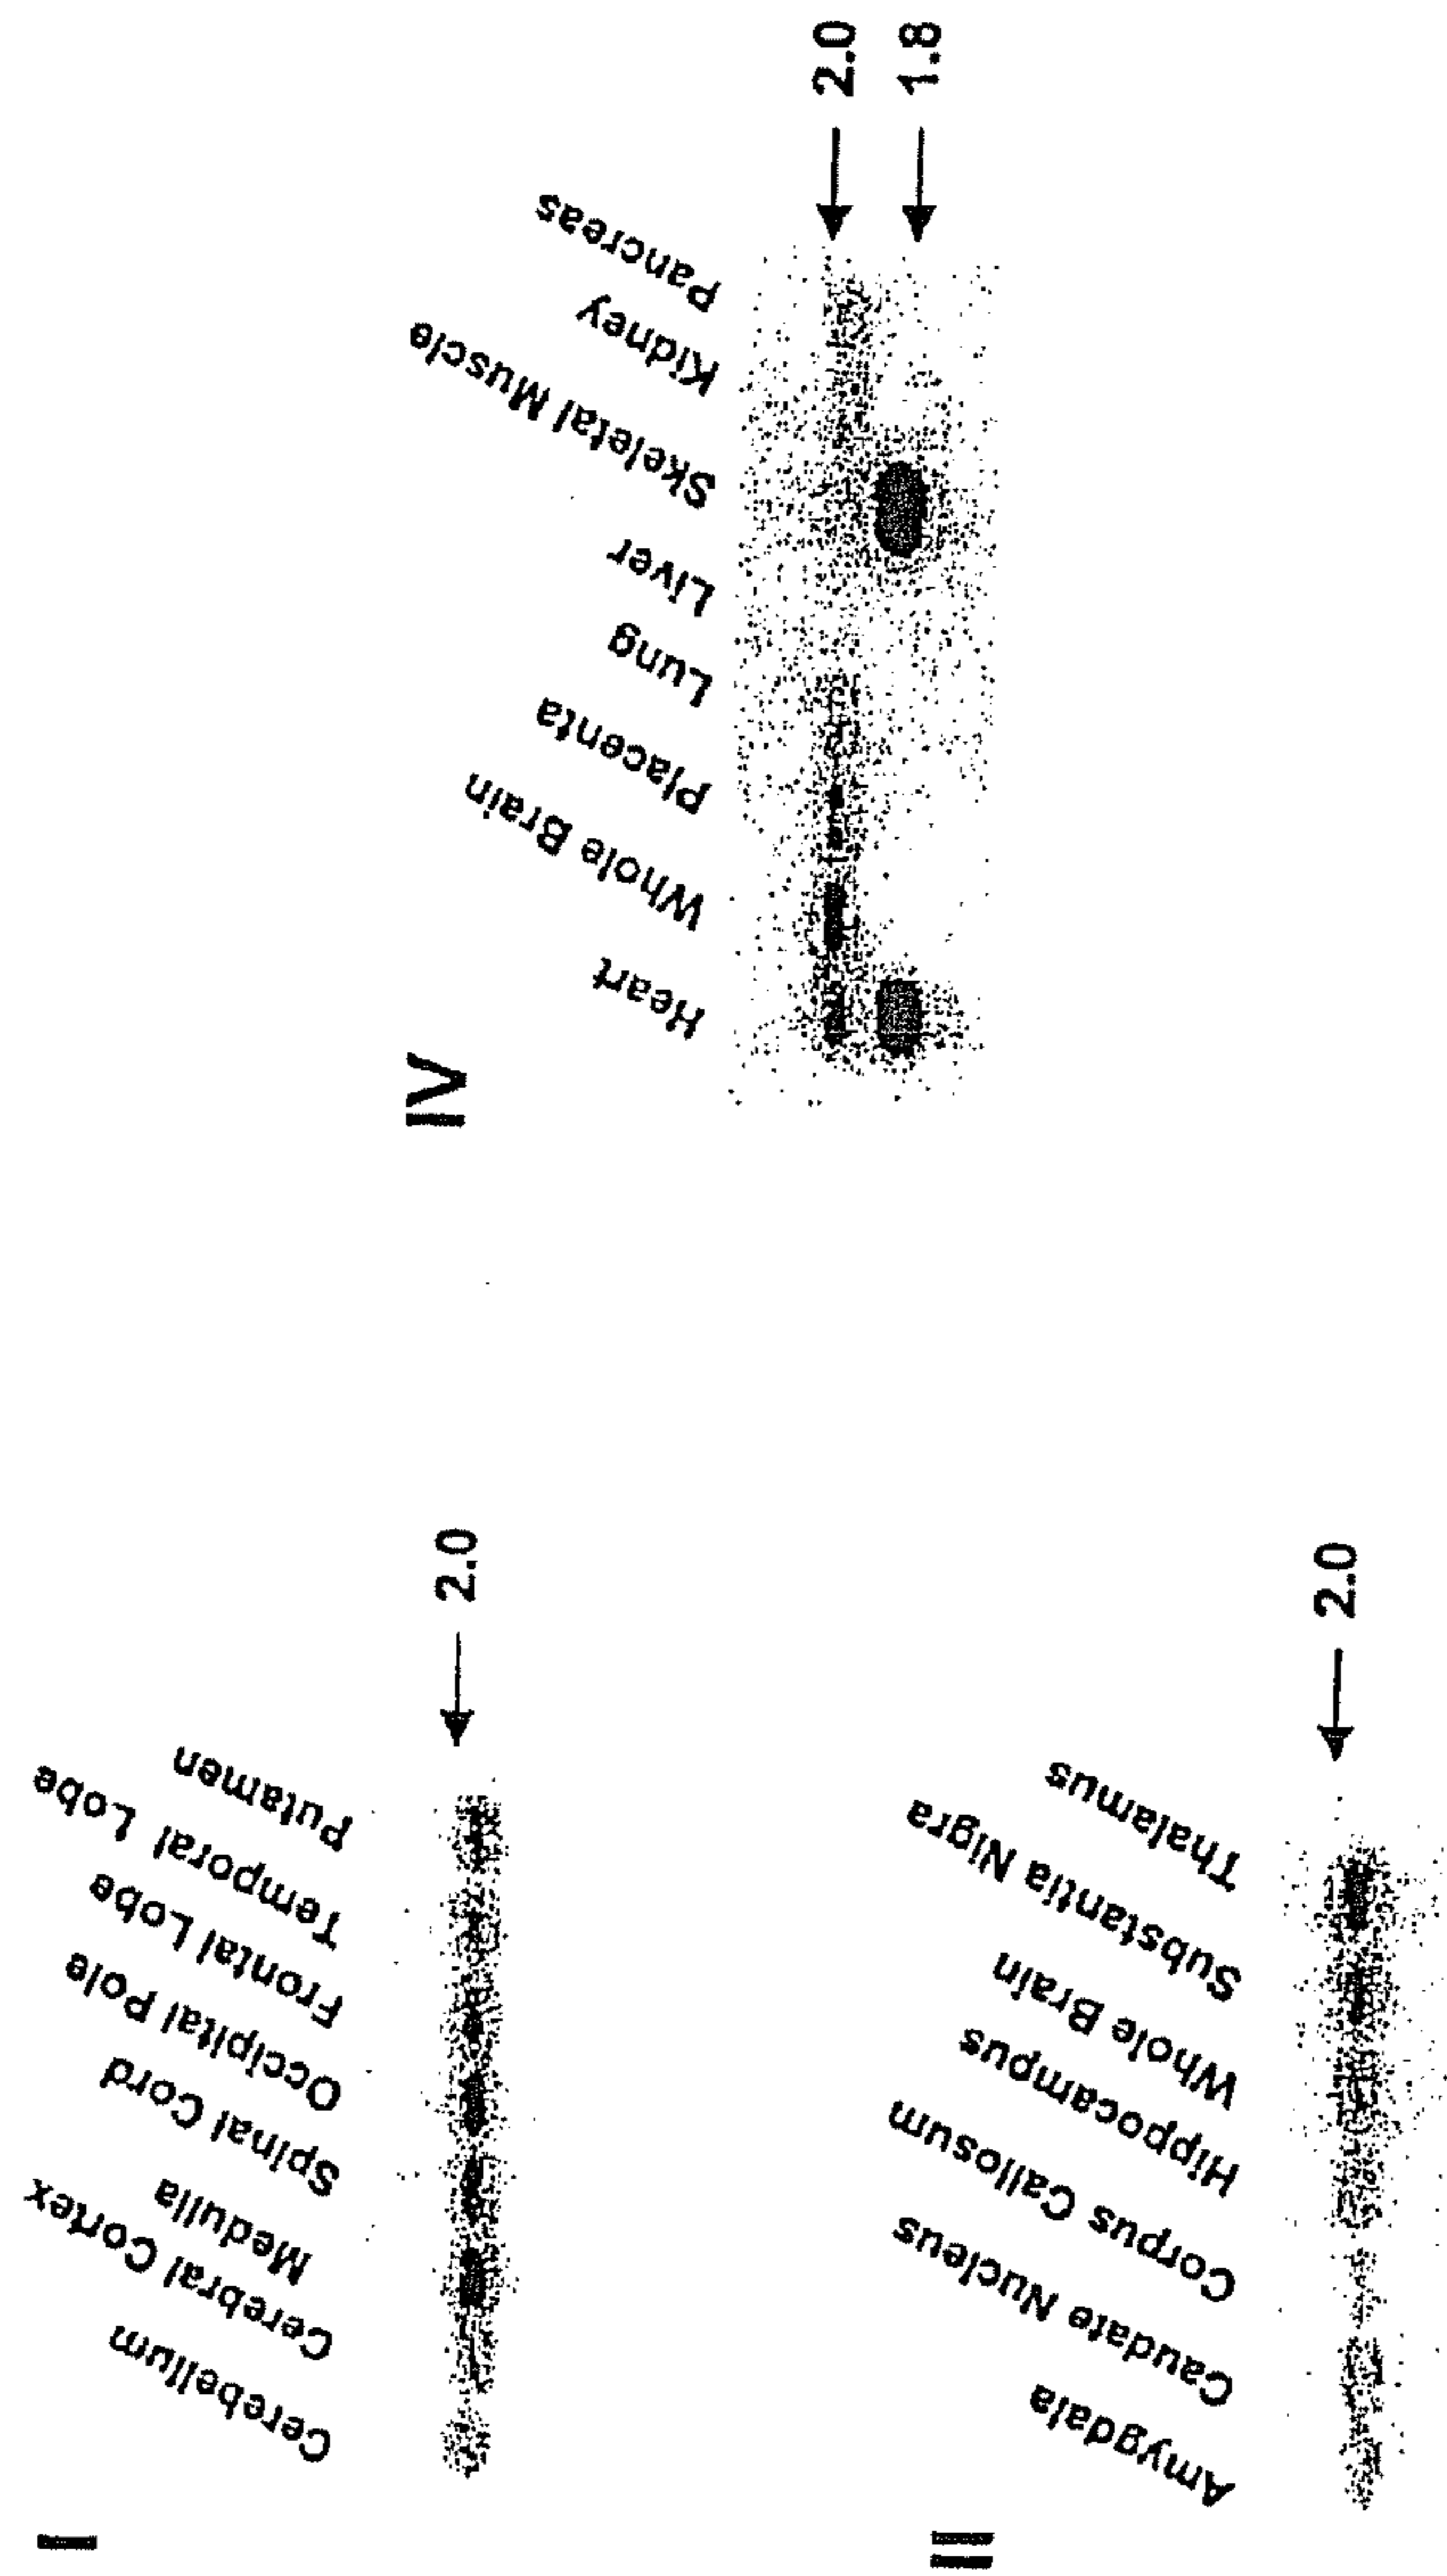 I
Cerebellum
Cerebral Cortex
Medulla
Spinal Cord
Occipital Pole
Frontal Lobe
Temporal Lobe
Putamen
2.0
II
Amygdala
Caudate Nucleus
Corpus Callosum
Hippocampus
Whole Brain
Substantia Nigra
Thalamus
2.0
IV
Heart
Whole Brain
Placenta
Lung
Liver
Skeletal Muscle
Kidney
Pancreas
2.0
1.8